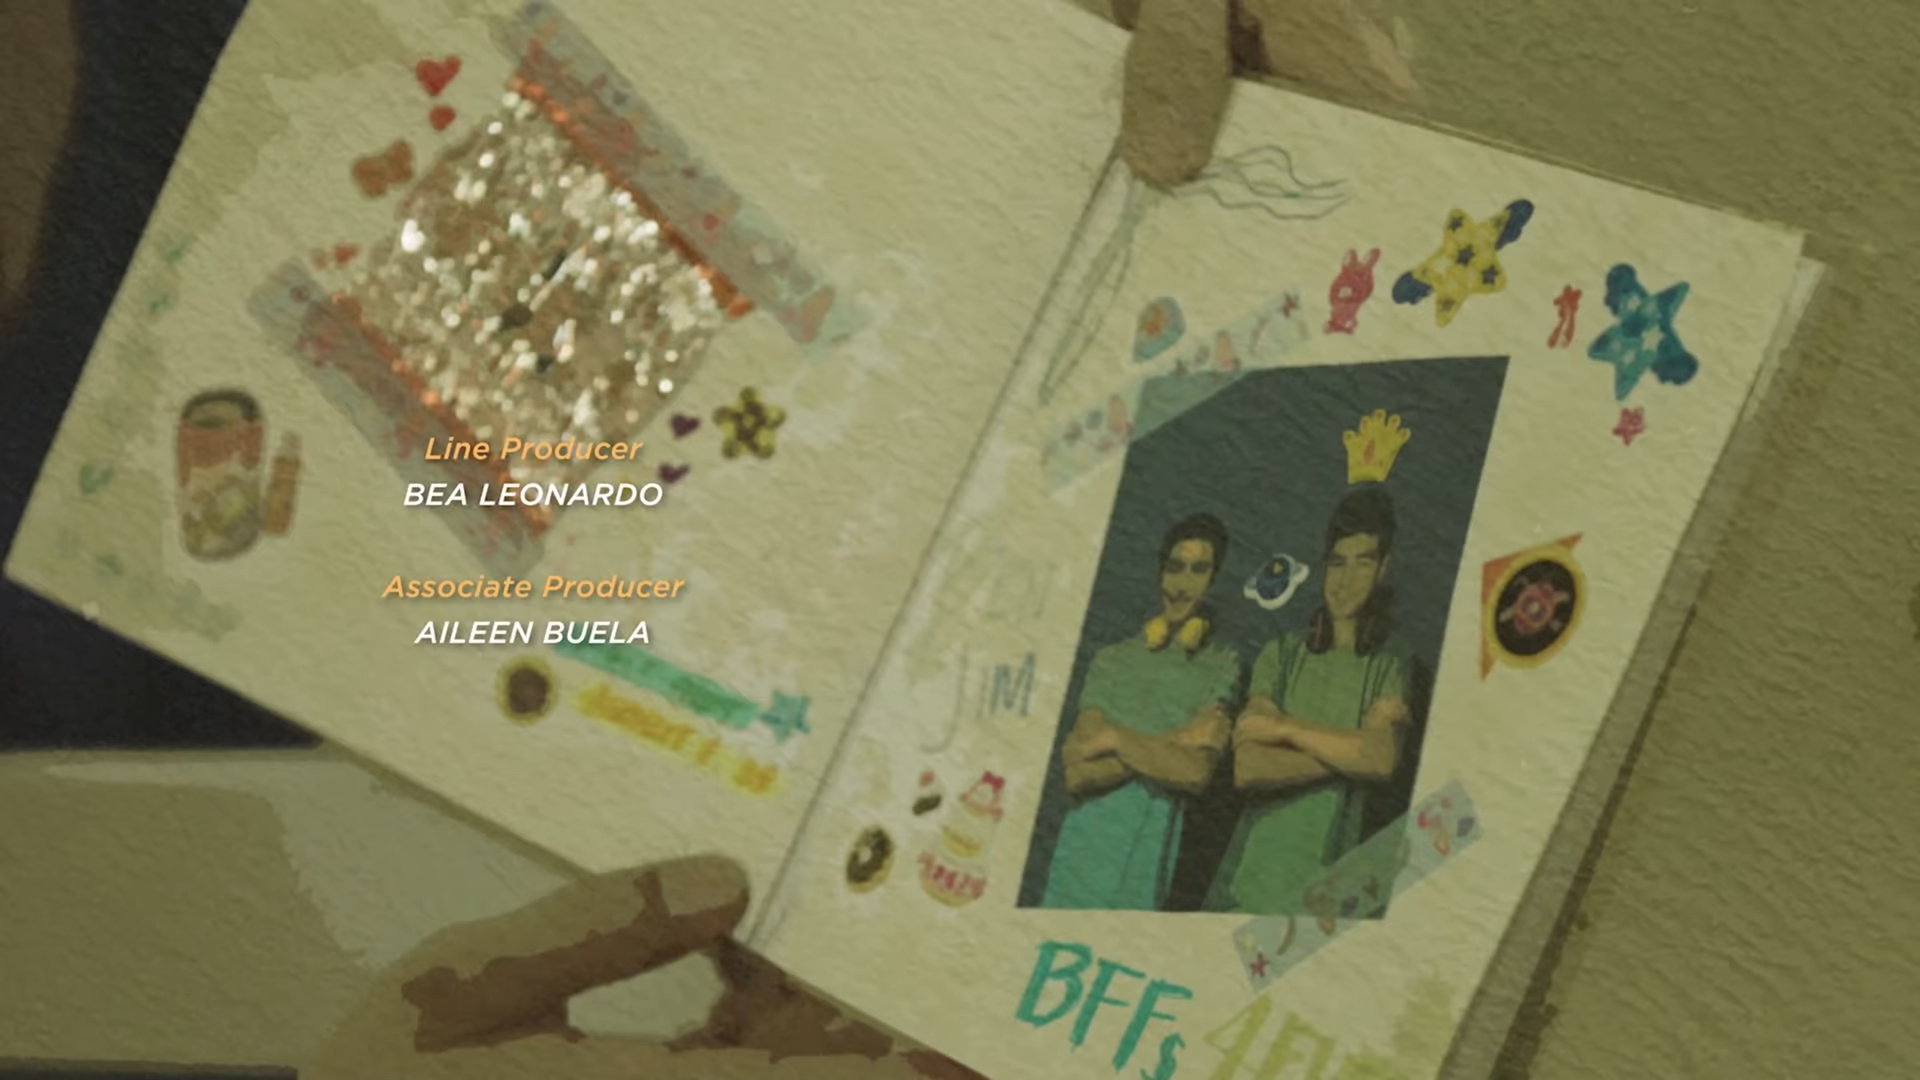 Line Producer
BEA LEONARDO
Associate Producer
AILEEN BUELA
JIM
BFFs